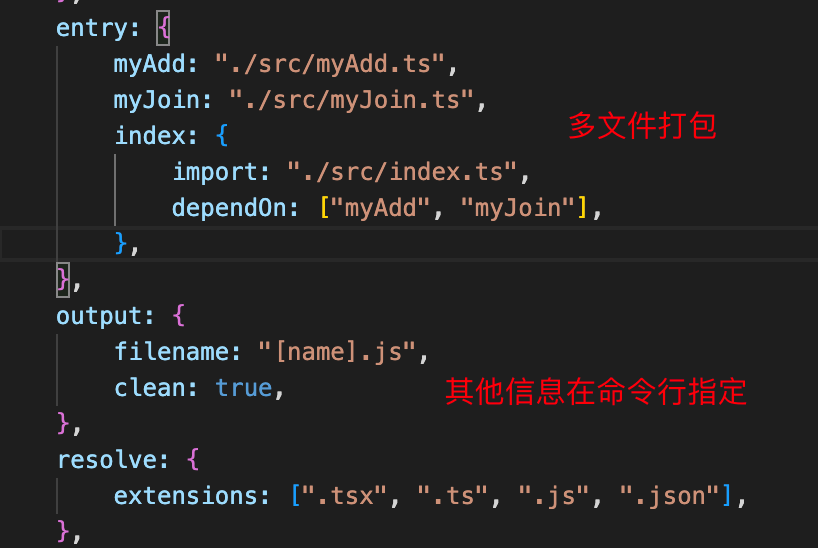 },
entry: {
myAdd: "./src/myAdd.ts",
myJoin: "./src/myJoin.ts",
多文件打包
index: {
import: "./src/index.ts",
dependOn: ["myAdd", "myJoin"],
},
},
output: {
filename: "[name].js",
clean: true,
其他信息在命令行指定
},
resolve: {
extensions: [".tsx", ".ts", ".js", ".json"],
},